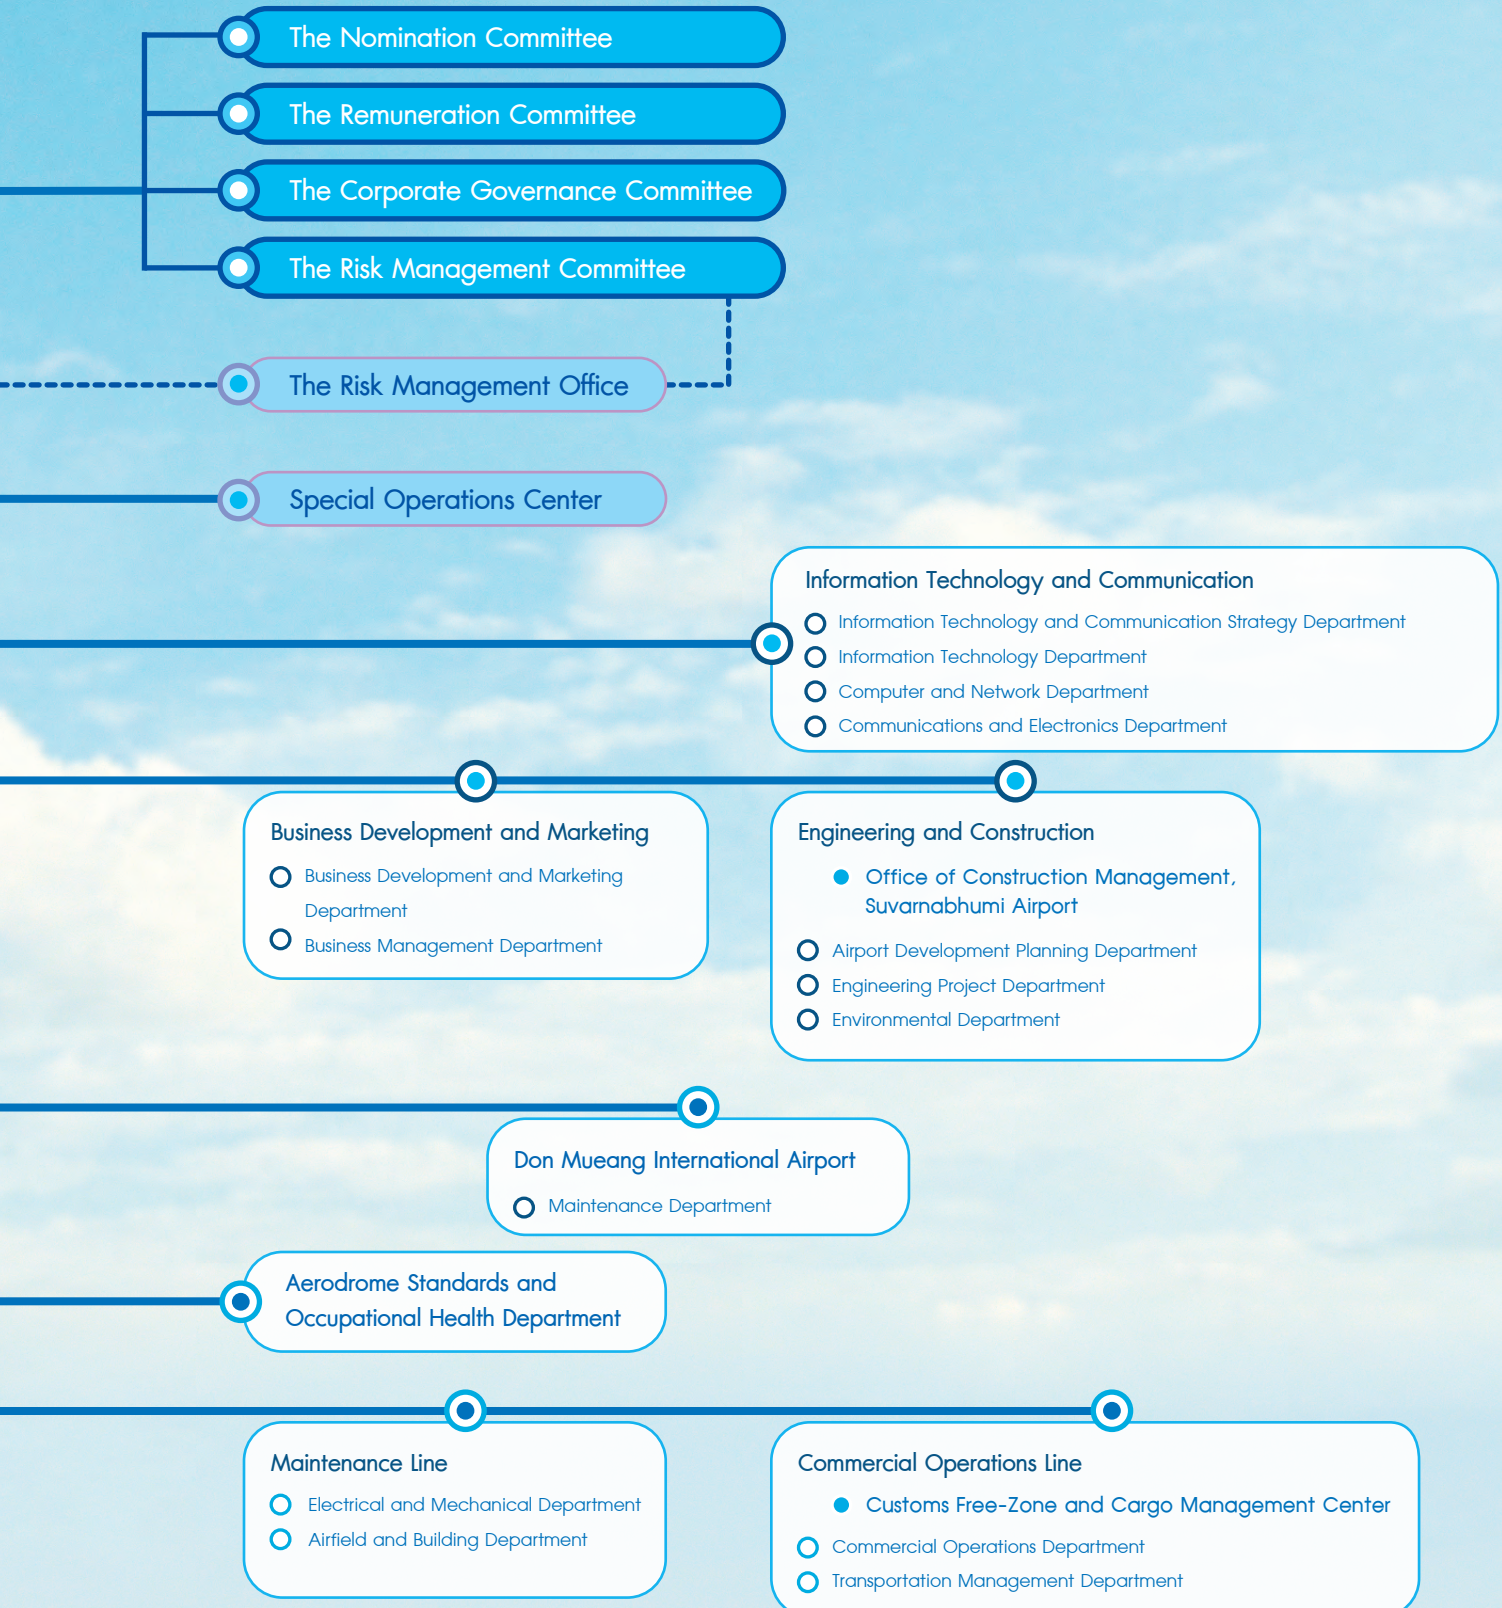 The Nomination Committee
The Remuneration Committee
The Corporate Governance Committee
The Risk Management Committee
The Risk Management Office
Special Operations Center
Information Technology and Communication
Information Technology and Communication Strategy Department
Information Technology Department
Computer and Network Department
Communications and Electronics Department
Business Development and Marketing
Business Development and Marketing
Department
Business Management Department
Engineering and Construction
Office of Construction Management,
Suvarnabhumi Airport
Airport Development Planning Department
Engineering Project Department
Environmental Department
Don Mueang International Airport
Maintenance Department
Aerodrome Standards and
Occupational Health Department
Maintenance Line
Electrical and Mechanical Department
Airfield and Building Department
Commercial Operations Line
Customs Free-Zone and Cargo Management Center
Commercial Operations Department
Transportation Management Department